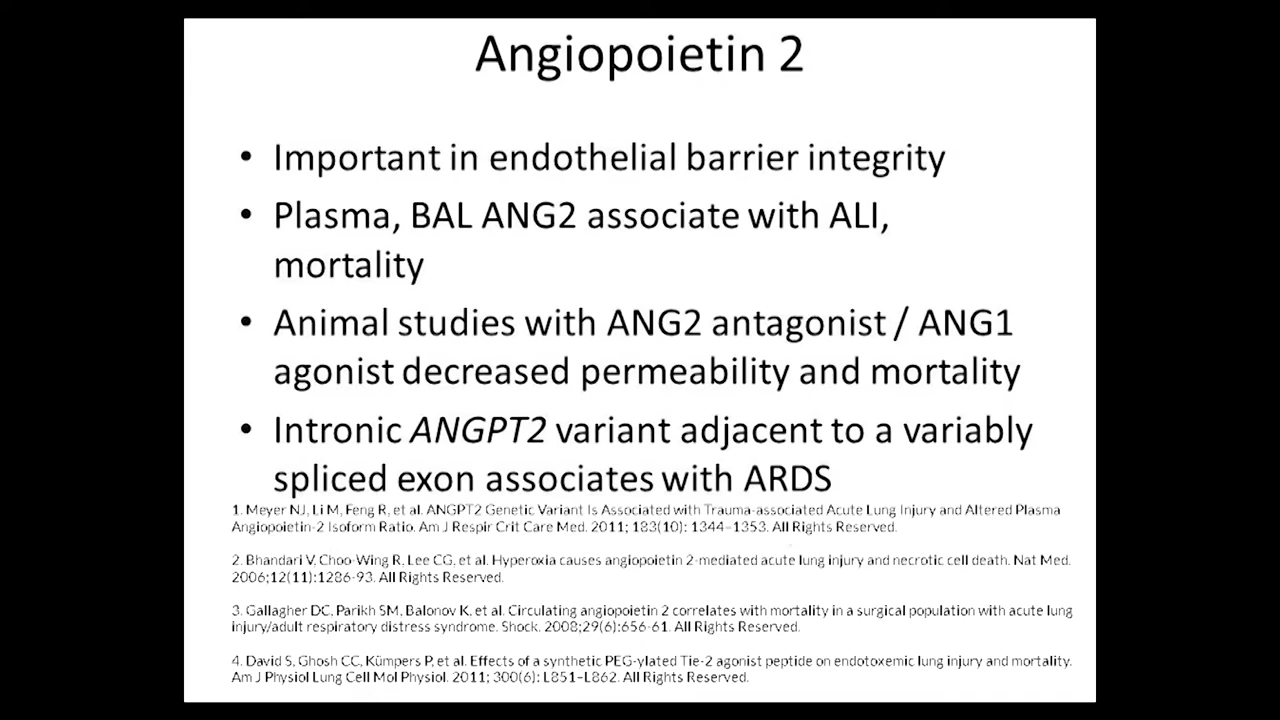 Angiopoietin 2
• Important in endothelial barrier integrity
• Plasma, BAL ANG2 associate with ALI,
mortality
• Animal studies with ANG2 antagonist / ANG1
agonist decreased permeability and mortality
• Intronic ANGPT2 variant adjacent to a variably
spliced exon associates with ARDS
1. Meyer NJ, Li M, Feng R, et al. ANGPT2 Genetic Variant Is Associated with Trauma-associated Acute Lung Injury and Altered Plasma
Angiopoietin-2 Isoform Ratio. Am J Respir Crit Care Med. 2011; 183(10): 1344–1353. All Rights Reserved.
2. Bhandari V, Choo-Wing R, Lee CG, et al. Hyperoxia causes angiopoietin 2-mediated acute lung injury and necrotic cell death. Nat Med.
2006;12(11):1286-93. All Rights Reserved.
3. Gallagher DC, Parikh SM, Balonov K, et al. Circulating angiopoietin 2 correlates with mortality in a surgical population with acute lung
injury/adult respiratory distress syndrome. Shock. 2008;29(6):656-61. All Rights Reserved.
4. David S, Ghosh CC, Kümpers P, et al. Effects of a synthetic PEG-ylated Tie-2 agonist peptide on endotoxemic lung injury and mortality.
Am J Physiol Lung Cell Mol Physiol. 2011; 300(6): L851–L862. All Rights Reserved.